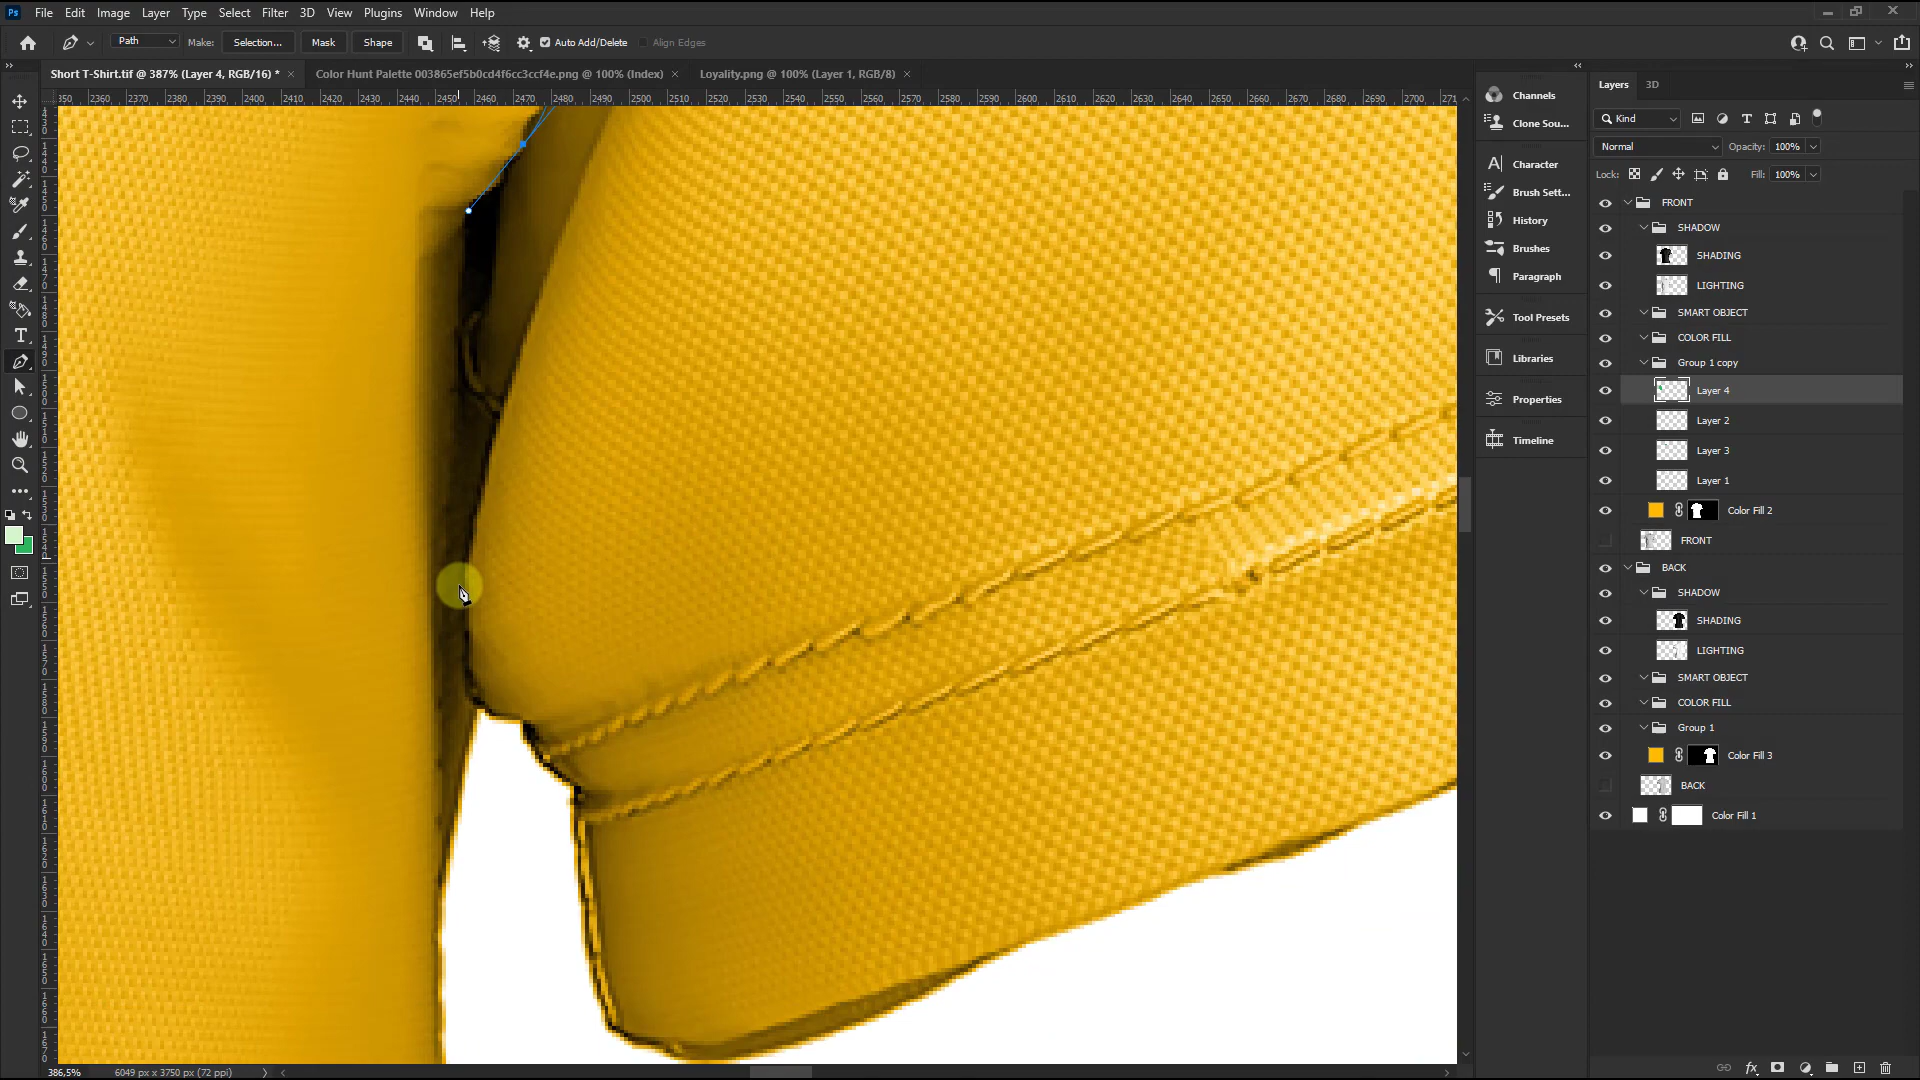 Ps File Edit Image Layer Type Select Filter 3D View Plugins Window Help
Path Make: Selection... Mask Shape Auto Add/Delete Align Edges
Short T-Shirt.tif @ 387% (Layer 4, RGB/16) * × Color Hunt Palette 003865ef5b0cd4f6cc3ccf4e.png @ 100% (Index) × Loyality.png @ 100% (Layer 1, RGB/8) ×
350 2360 2370 2380 2390 2400 2410 2420 2430 2440 2450 2460 2470 2480 2490 2500 2510 2520 2530 2540 2550 2560 2570 2580 2590 2600 2610 2620 2630 2640 2650 2660 2670 2680 2690 2700 271
Channels
Clone Sou...
Character
Brush Sett...
History
Brushes
Paragraph
Tool Presets
Libraries
Properties
Timeline
Layers 3D
Kind
Normal Opacity: 100%
Lock: Fill: 100%
FRONT
SHADOW
SHADING
LIGHTING
SMART OBJECT
COLOR FILL
Group 1 copy
Layer 4
Layer 2
Layer 3
Layer 1
Color Fill 2
FRONT
BACK
SHADOW
SHADING
LIGHTING
SMART OBJECT
COLOR FILL
Group 1
Color Fill 3
BACK
Color Fill 1
386,5% 6049 px x 3750 px (72 ppi)